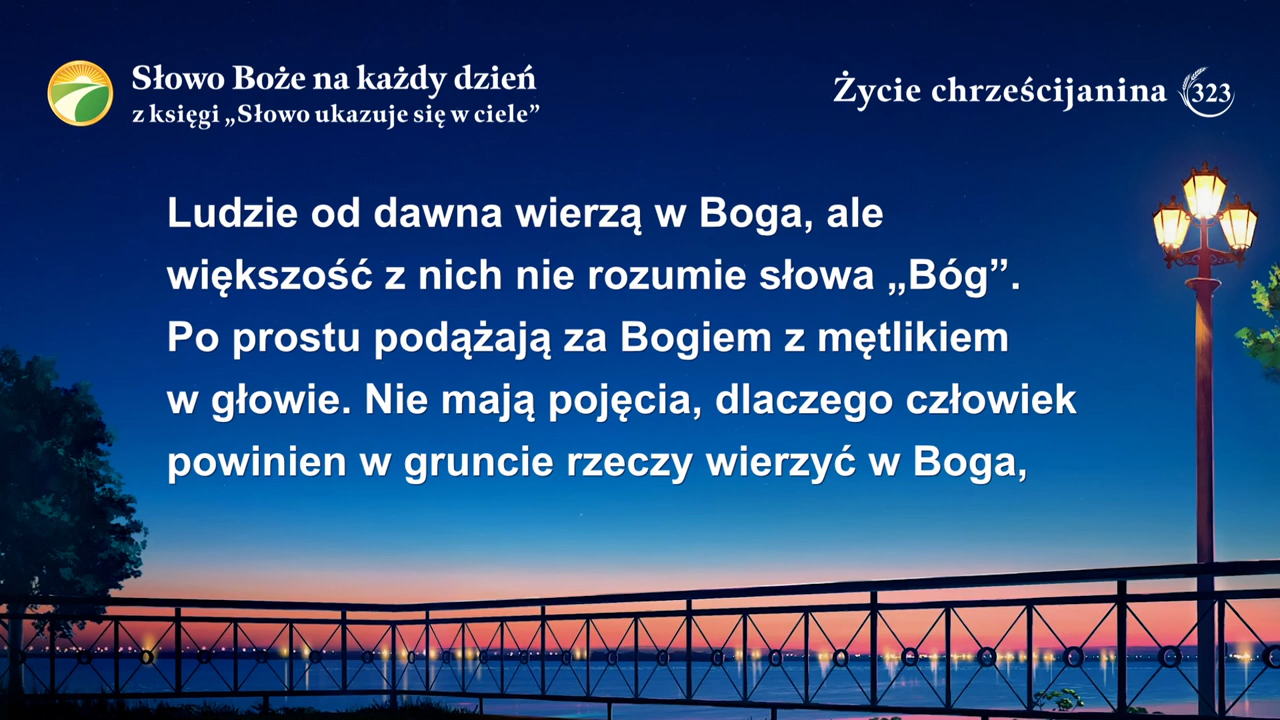 Słowo Boże na każdy dzień
z księgi „Słowo ukazuje się w ciele”
Życie chrześcijanina 323
Ludzie od dawna wierzą w Boga, ale
większość z nich nie rozumie słowa „Bóg”.
Po prostu podążają za Bogiem z mętlikiem
w głowie. Nie mają pojęcia, dlaczego człowiek
powinien w gruncie rzeczy wierzyć w Boga,